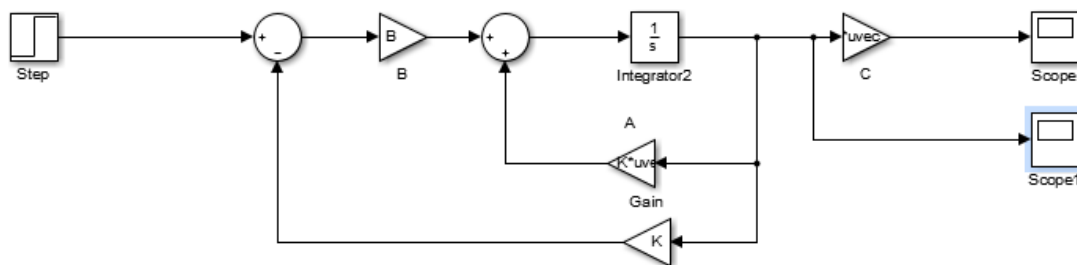 Step
+
−
B
B
+
+
1
s
Integrator2
*uvec
C
Scope
A
K*uve
Gain
K
Scope1